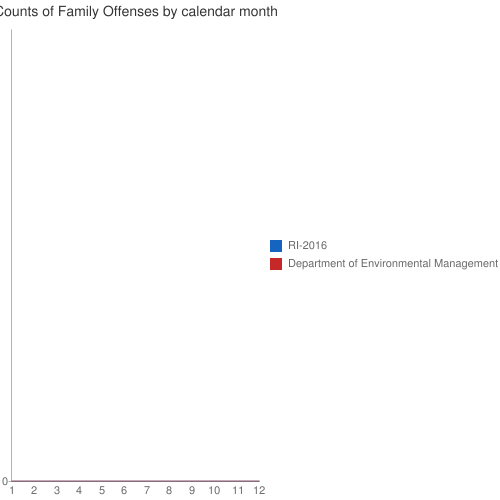 Counts of Family Offenses by calendar month
RI-2016
Department of Environmental Management
0
1 2 3 4 5 6 7 8 9 10 11 12